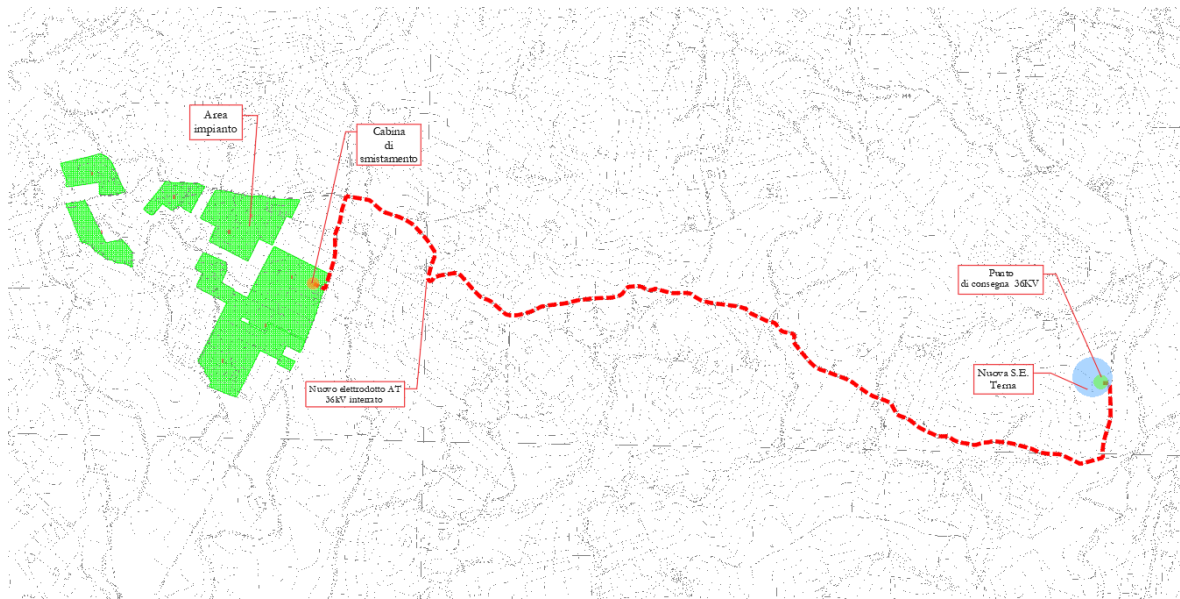 Area
impianto
Cabina
di
smistamento
Punto
di consegna 36KV
Nuova S.E.
Terna
Nuovo elettrodotto AT
36kV interrato